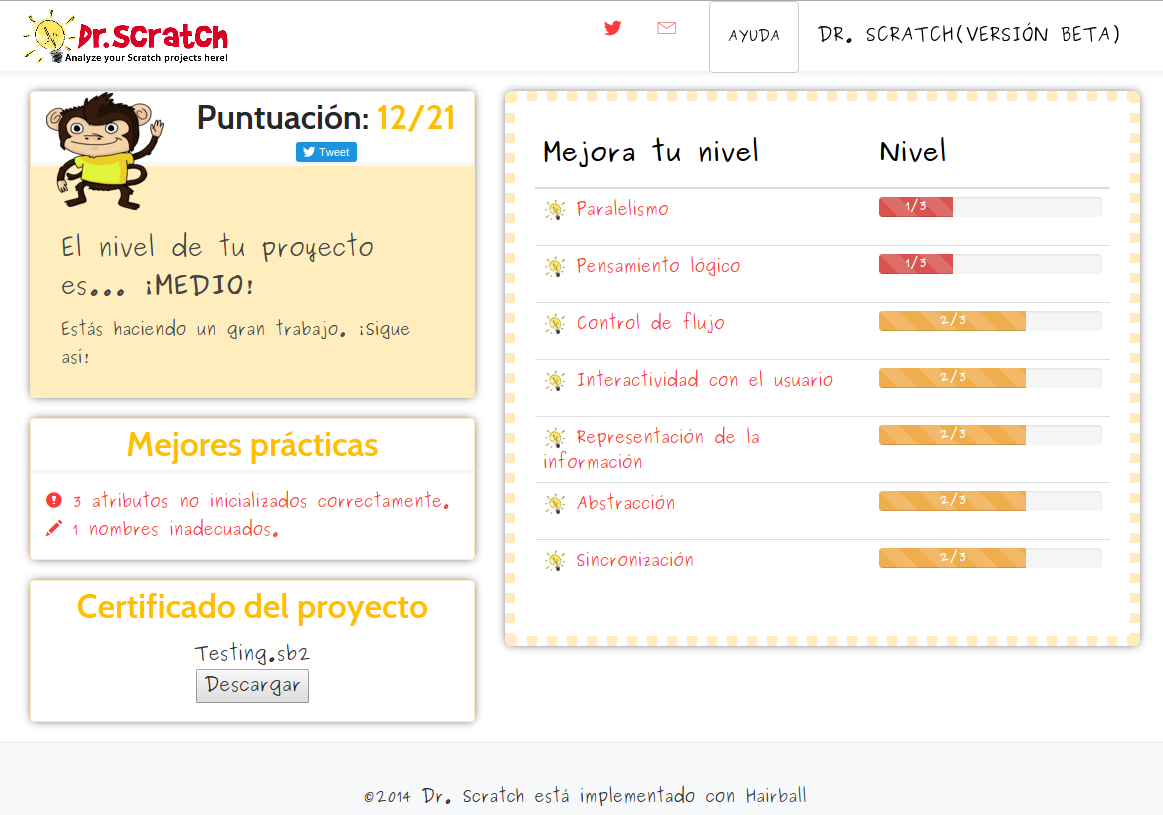 Dr.Scratch
Analyze your Scratch projects here!
AYUDA
DR. SCRATCH(VERSIÓN BETA)
Puntuación: 12/21
Tweet
El nivel de tu proyecto
es... ¡MEDIO!
Estás haciendo un gran trabajo. ¡Sigue
así!
Mejores prácticas
3 atributos no inicializados correctamente.
1 nombres inadecuados.
Certificado del proyecto
Testing.sb2
Descargar
Mejora tu nivel Nivel
Paralelismo 1/3
Pensamiento lógico 1/3
Control de flujo 2/3
Interactividad con el usuario 2/3
Representación de la 2/3
información
Abstracción 2/3
Sincronización 2/3
©2014 Dr. Scratch está implementado con Hairball